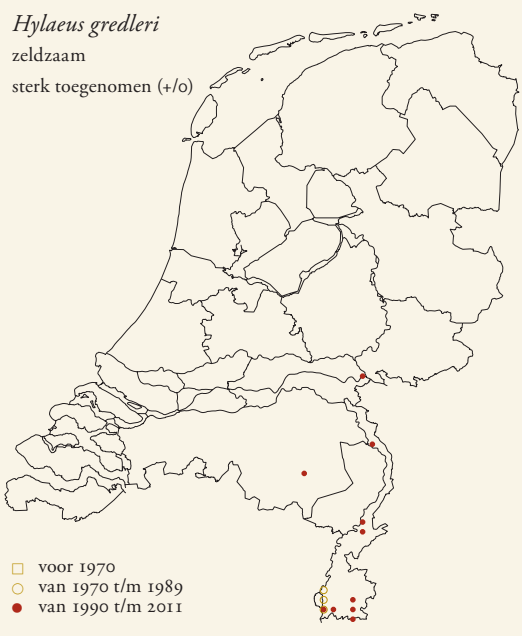 Hylaeus gredleri
zeldzaam
sterk toegenomen (+/0)
voor 1970
van 1970 t/m 1989
van 1990 t/m 2011